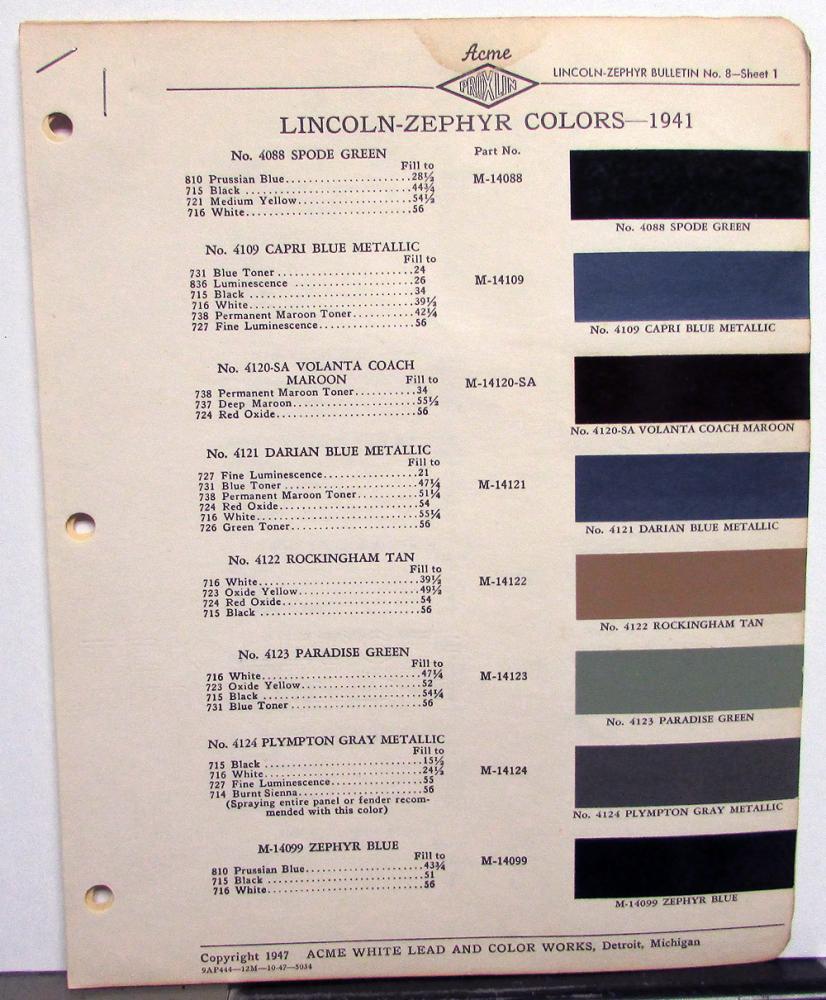 Acme
PROXLIN
LINCOLN-ZEPHYR BULLETIN No. 8—Sheet 1
LINCOLN-ZEPHYR COLORS—1941
No. 4088 SPODE GREEN
Part No.
Fill to
810 Prussian Blue..........28½
715 Black..........44¾
721 Medium Yellow..........54½
716 White..........56
M-14088
No. 4088 SPODE GREEN
No. 4109 CAPRI BLUE METALLIC
Fill to
731 Blue Toner..........24
836 Luminescence..........26
715 Black..........34
716 White..........39½
738 Permanent Maroon Toner..........42¼
727 Fine Luminescence..........56
M-14109
No. 4109 CAPRI BLUE METALLIC
No. 4120-SA VOLANTA COACH
MAROON Fill to
738 Permanent Maroon Toner..........34
737 Deep Maroon..........55½
724 Red Oxide..........56
M-14120-SA
No. 4120-SA VOLANTA COACH MAROON
No. 4121 DARIAN BLUE METALLIC
Fill to
727 Fine Luminescence..........21
731 Blue Toner..........47¼
738 Permanent Maroon Toner..........51¼
724 Red Oxide..........54
716 White..........55¼
726 Green Toner..........56
M-14121
No. 4121 DARIAN BLUE METALLIC
No. 4122 ROCKINGHAM TAN
Fill to
716 White..........39½
723 Oxide Yellow..........49½
724 Red Oxide..........54
715 Black..........56
M-14122
No. 4122 ROCKINGHAM TAN
No. 4123 PARADISE GREEN
Fill to
716 White..........47¼
723 Oxide Yellow..........52
715 Black..........54¼
731 Blue Toner..........56
M-14123
No. 4123 PARADISE GREEN
No. 4124 PLYMPTON GRAY METALLIC
Fill to
715 Black..........15½
716 White..........24½
727 Fine Luminescence..........55
714 Burnt Sienna..........56
(Spraying entire panel or fender recom-
mended with this color)
M-14124
No. 4124 PLYMPTON GRAY METALLIC
M-14099 ZEPHYR BLUE
Fill to
810 Prussian Blue..........43¾
715 Black..........51
716 White..........56
M-14099
M-14099 ZEPHYR BLUE
Copyright 1947 ACME WHITE LEAD AND COLOR WORKS, Detroit, Michigan
9AP444—12M—10-47—5034